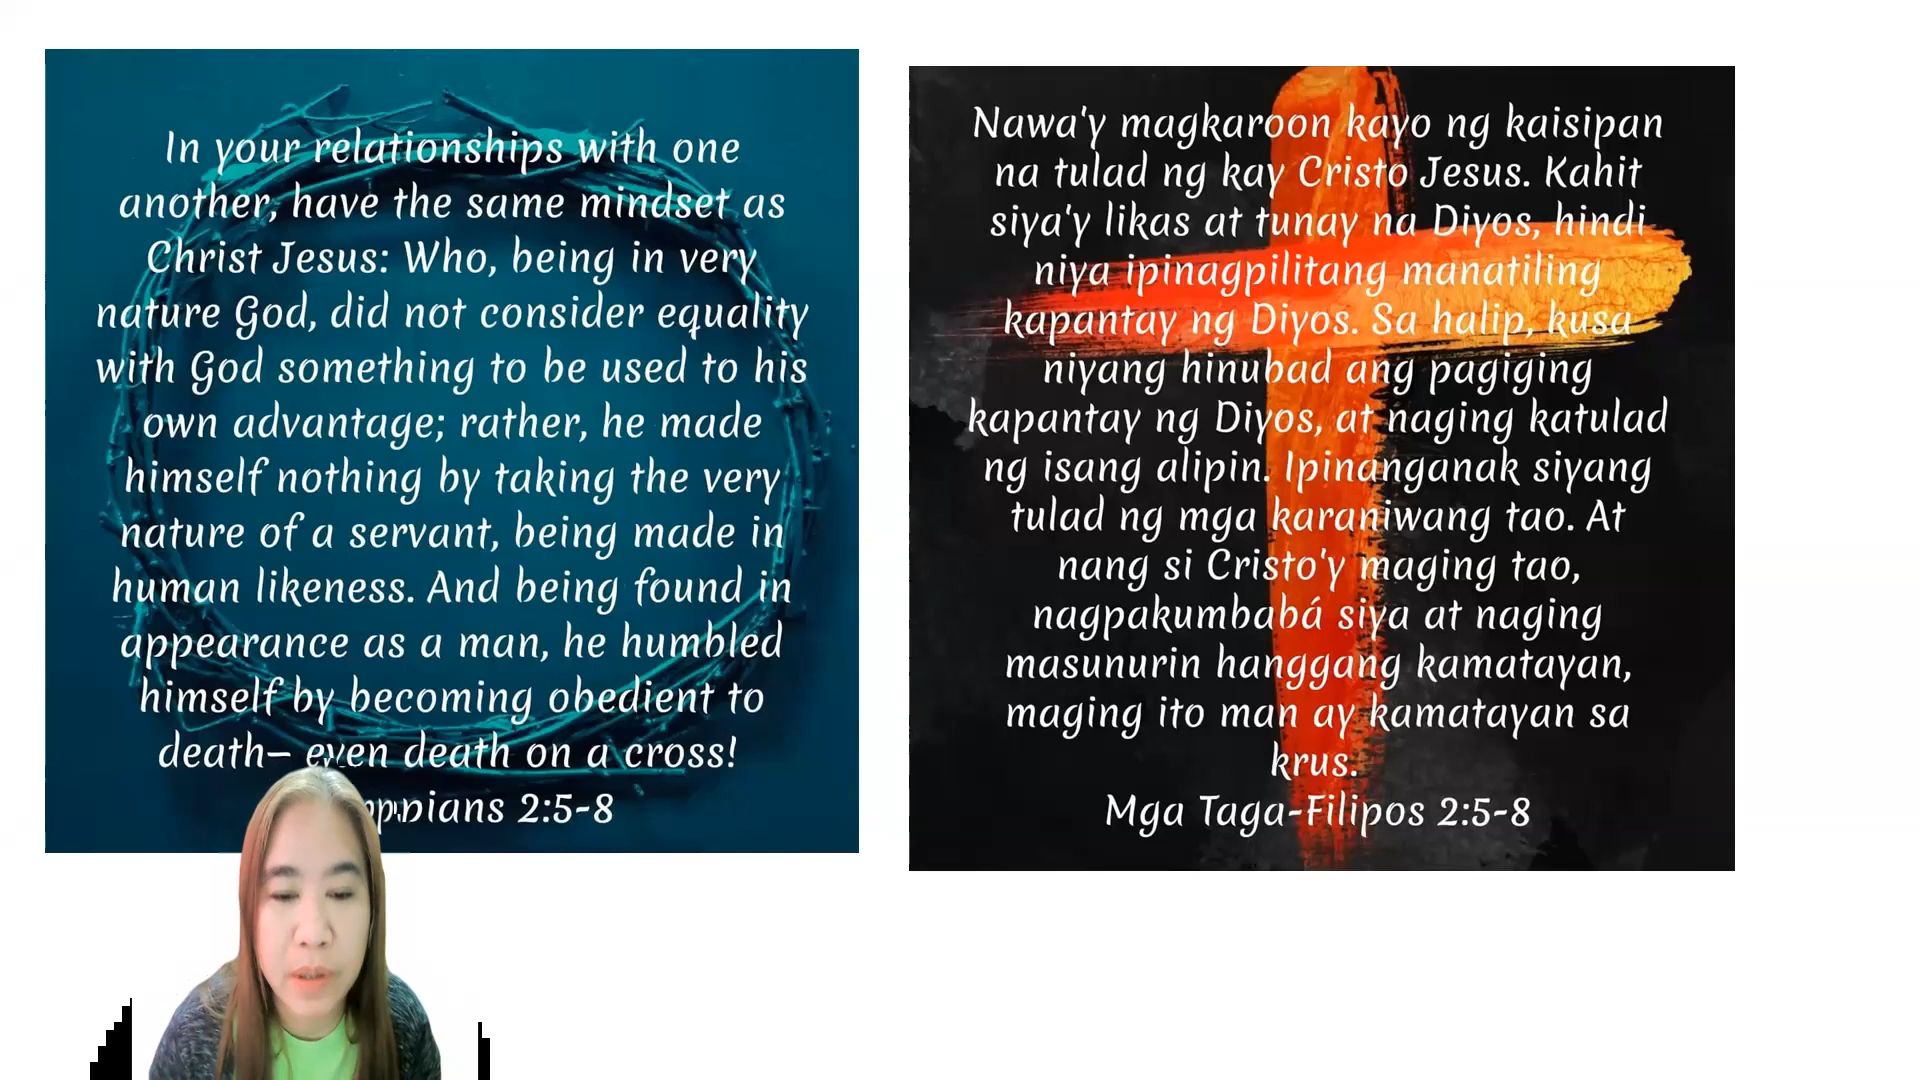 In your relationships with one
another, have the same mindset as
Christ Jesus: Who, being in very
nature God, did not consider equality
with God something to be used to his
own advantage; rather, he made
himself nothing by taking the very
nature of a servant, being made in
human likeness. And being found in
appearance as a man, he humbled
himself by becoming obedient to
death— even death on a cross!
2:5-8
Nawa'y magkaroon kayo ng kaisipan
na tulad ng kay Cristo Jesus. Kahit
siya'y likas at tunay na Diyos, hindi
niya ipinagpilitang manatiling
kapantay ng Diyos. Sa halip, kusa
niyang hinubad ang pagiging
kapantay ng Diyos, at naging katulad
ng isang alipin. Ipinanganak siyang
tulad ng mga karaniwang tao. At
nang si Cristo'y maging tao,
nagpakumbabá siya at naging
masunurin hanggang kamatayan,
maging ito man ay kamatayan sa
krus.
Mga Taga-Filipos 2:5-8